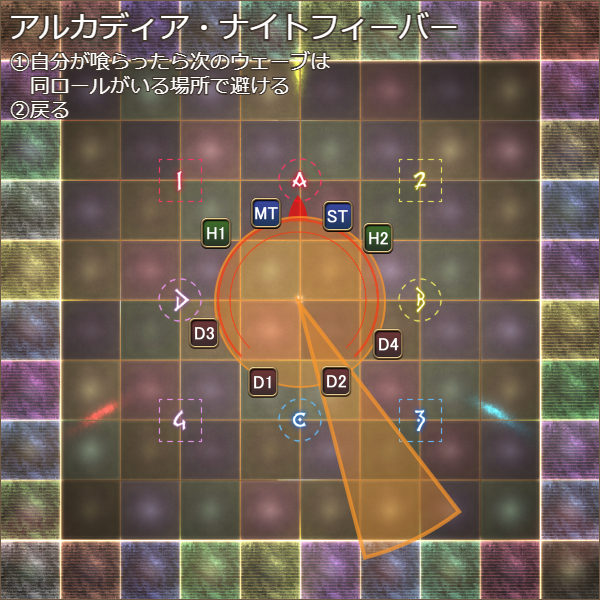 アルカディア・ナイトフィーバー
①自分が喰らったら次のウェーブは
同ロールがいる場所で避ける
②戻る
1 A 2
MT ST
H1 H2
D B
D3 D4
D1 D2
4 C 3